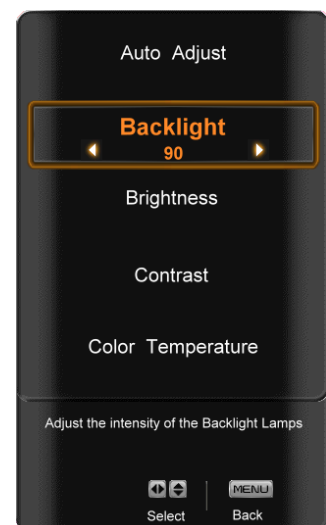 Auto Adjust
Backlight
90
Brightness
Contrast
Color Temperature
Adjust the intensity of the Backlight Lamps
MENU
Select
Back